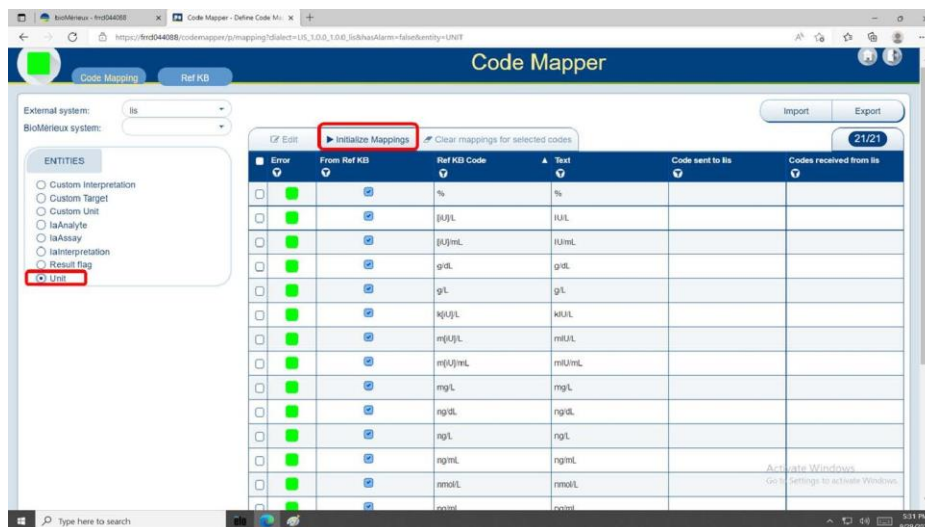 bioMérieux - frrd044088
Code Mapper - Define Code Ma
https://frrd044088/codemapper/p/mapping?dialect=LIS_1.0.0_1.0.0_lis&hasAlarm=false&entity=UNIT
Code Mapper
Code Mapping
Ref KB
External system:
lis
BioMérieux system:
Import
Export
Edit
Initialize Mappings
Clear mappings for selected codes
21/21
ENTITIES
Custom Interpretation
Custom Target
Custom Unit
IaAnalyte
IaAssay
IaInterpretation
Result flag
Unit
Error From Ref KB Ref KB Code Text Code sent to lis Codes received from lis
% %
[iU]/L IU/L
[iU]/mL IU/mL
g/dL g/dL
g/L g/L
k[iU]/L kIU/L
m[iU]/L mIU/L
m[iU]/mL mIU/mL
mg/L mg/L
ng/dL ng/dL
ng/L ng/L
ng/mL ng/mL
nmol/L nmol/L
Activate Windows
Go to Settings to activate Windows.
Type here to search
5:31 PM